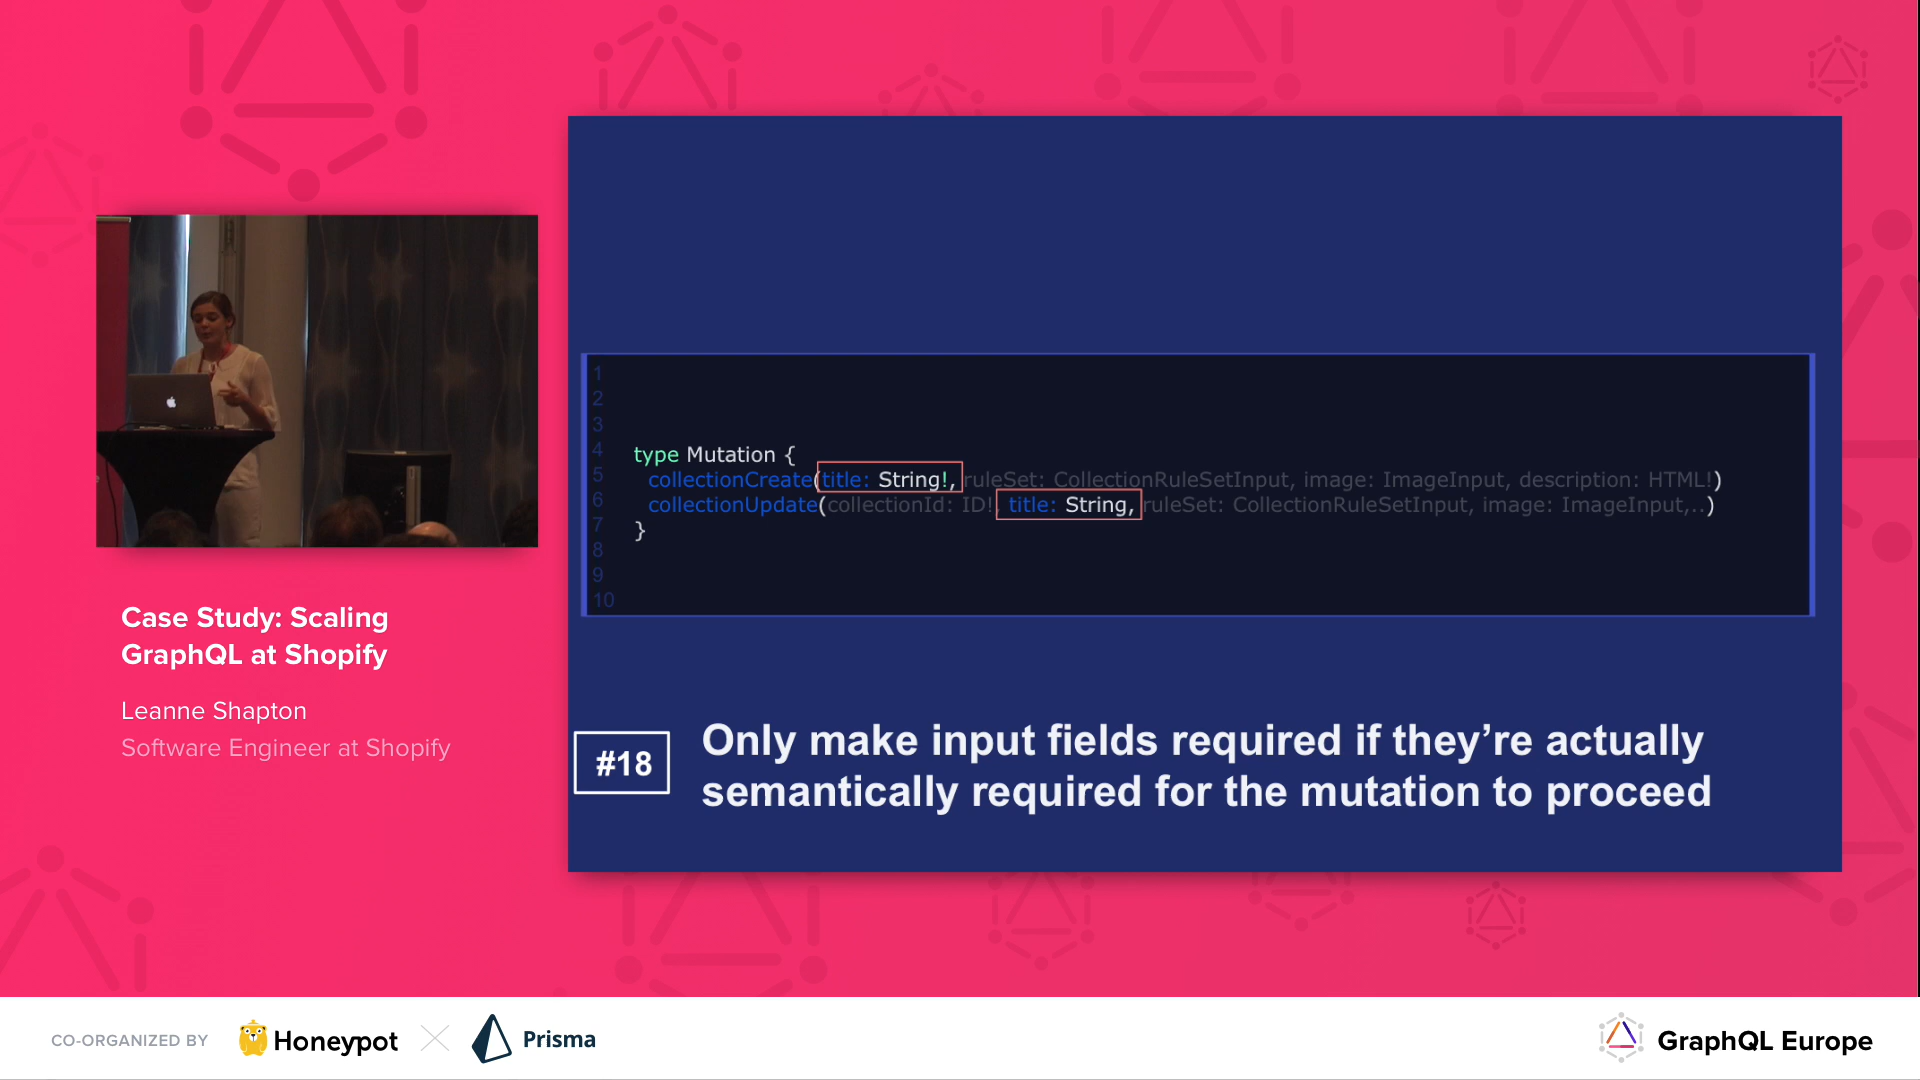 Case Study: Scaling
GraphQL at Shopify
Leanne Shapton
Software Engineer at Shopify
1
2
3
4
5
6
7
8
9
10
type Mutation {
collectionCreate(title: String!, ruleSet: CollectionRuleSetInput, image: ImageInput, description: HTML!)
collectionUpdate(collectionId: ID!, title: String, ruleSet: CollectionRuleSetInput, image: ImageInput,..)
}
#18
Only make input fields required if they’re actually
semantically required for the mutation to proceed
CO-ORGANIZED BY
Honeypot
Prisma
GraphQL Europe